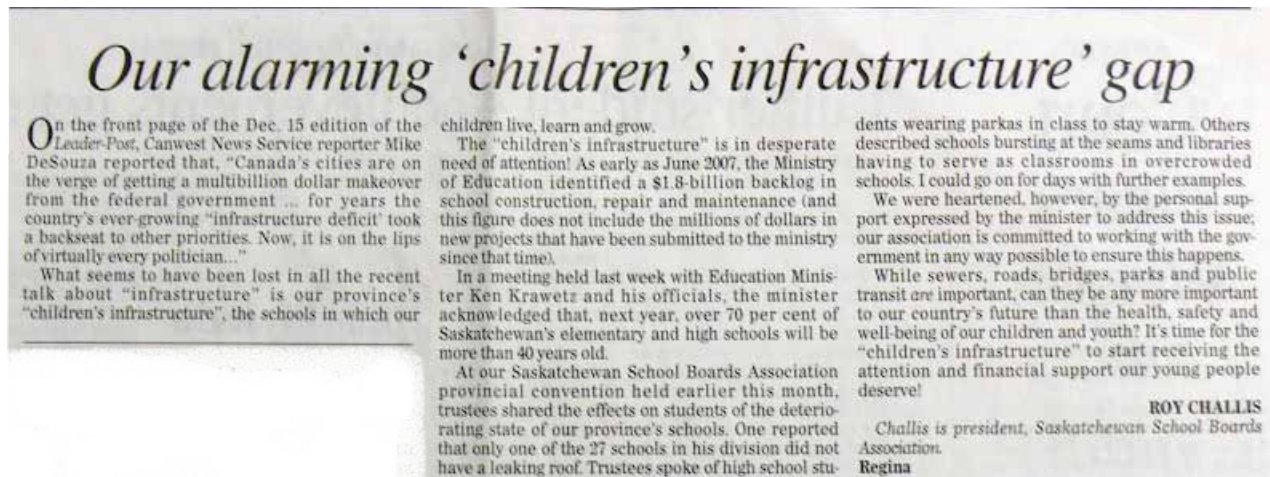 Our alarming ‘children’s infrastructure’ gap
On the front page of the Dec. 15 edition of the
Leader-Post, Canwest News Service reporter Mike
DeSouza reported that, "Canada's cities are on
the verge of getting a multibillion dollar makeover
from the federal government ... for years the
country's ever-growing "infrastructure deficit' took
a backseat to other priorities. Now, it is on the lips
of virtually every politician..."
What seems to have been lost in all the recent
talk about "infrastructure" is our province's
"children's infrastructure", the schools in which our
children live, learn and grow.
The "children's infrastructure" is in desperate
need of attention! As early as June 2007, the Ministry
of Education identified a $1.8-billion backlog in
school construction, repair and maintenance (and
this figure does not include the millions of dollars in
new projects that have been submitted to the ministry
since that time).
In a meeting held last week with Education Minis-
ter Ken Krawetz and his officials, the minister
acknowledged that, next year, over 70 per cent of
Saskatchewan's elementary and high schools will be
more than 40 years old.
At our Saskatchewan School Boards Association
provincial convention held earlier this month,
trustees shared the effects on students of the deterio-
rating state of our province's schools. One reported
that only one of the 27 schools in his division did not
have a leaking roof. Trustees spoke of high school stu-
dents wearing parkas in class to stay warm. Others
described schools bursting at the seams and libraries
having to serve as classrooms in overcrowded
schools. I could go on for days with further examples.
We were heartened, however, by the personal sup-
port expressed by the minister to address this issue;
our association is committed to working with the gov-
ernment in any way possible to ensure this happens.
While sewers, roads, bridges, parks and public
transit are important, can they be any more important
to our country's future than the health, safety and
well-being of our children and youth? It's time for the
"children's infrastructure" to start receiving the
attention and financial support our young people
deserve!
ROY CHALLIS
Challis is president, Saskatchewan School Boards
Association.
Regina